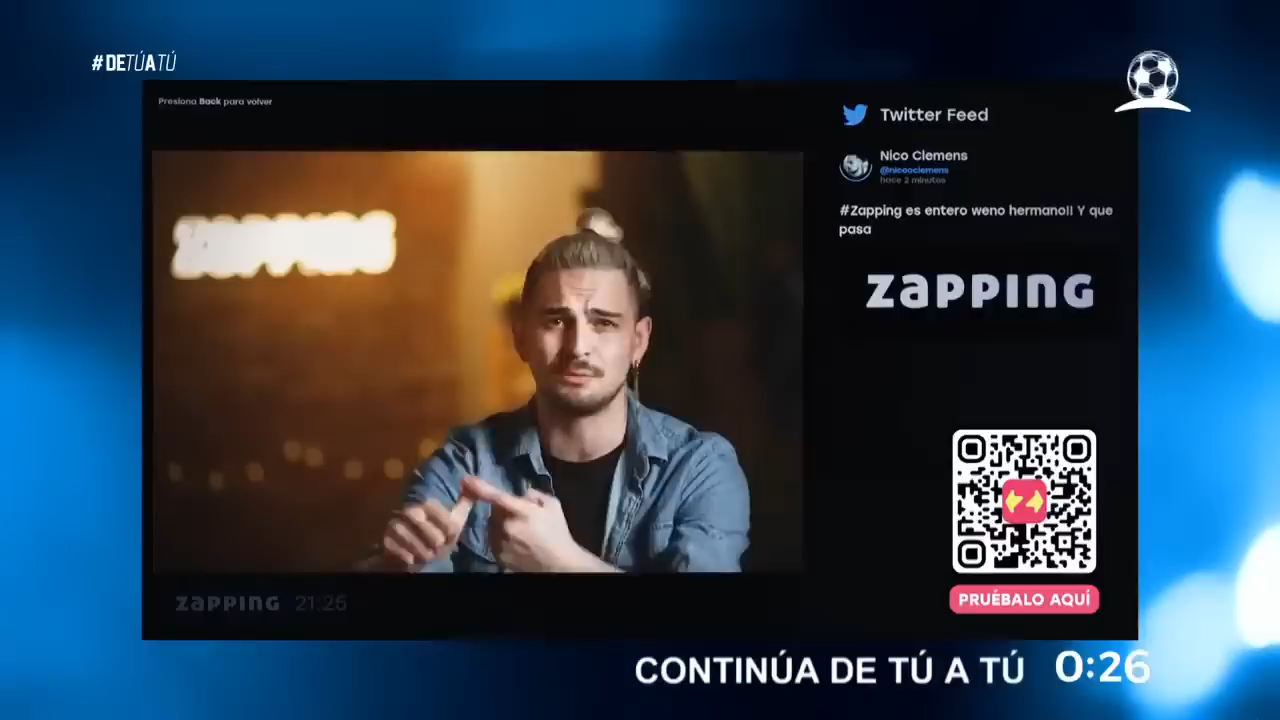 #DETÚATÚ
Presiona Back para volver
Twitter Feed
Nico Clemens
@nicooclemens
hace 2 minutos
#Zapping es entero weno hermano!! Y que
pasa
ZAPPING
zapping
zapping 21:26
PRUÉBALO AQUÍ
CONTINÚA DE TÚ A TÚ 0:26